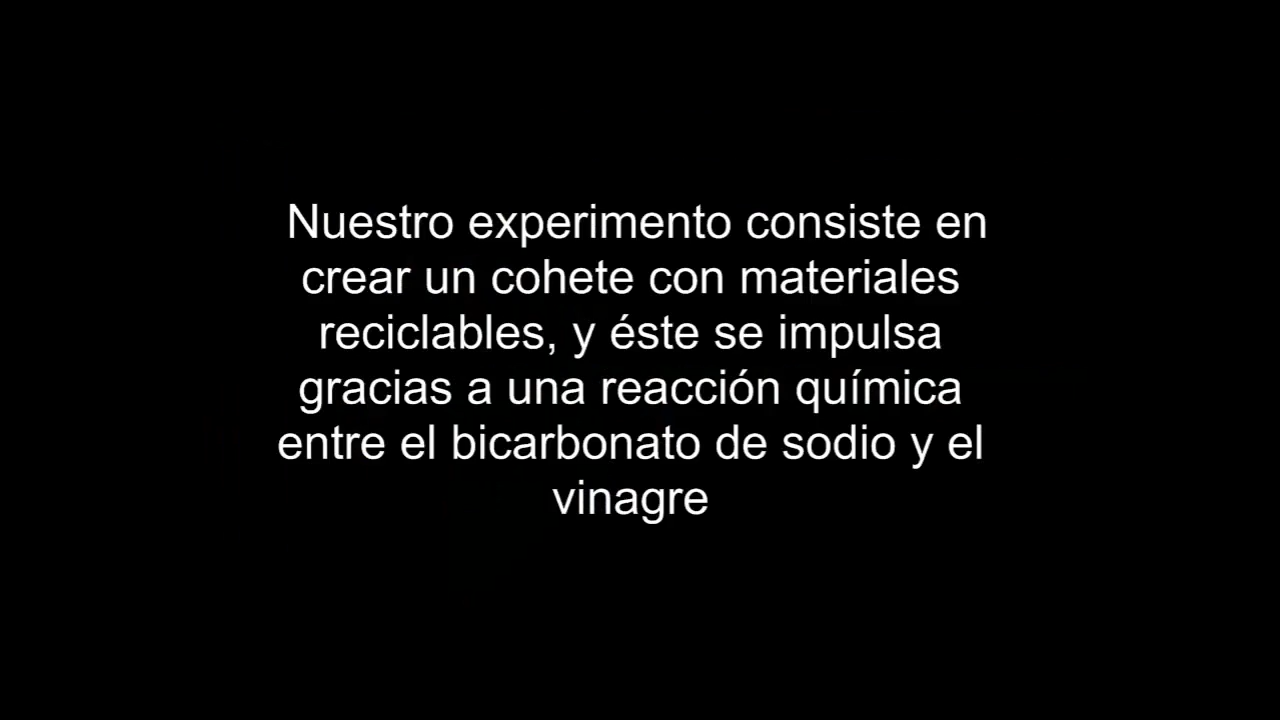 Nuestro experimento consiste en
crear un cohete con materiales
reciclables, y éste se impulsa
gracias a una reacción química
entre el bicarbonato de sodio y el
vinagre